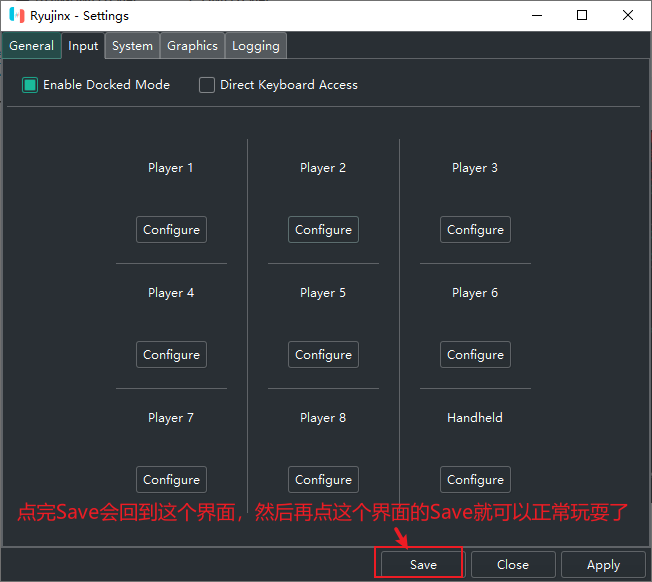 Ryujinx - Settings
General Input System Graphics Logging
Enable Docked Mode Direct Keyboard Access
Player 1 Player 2 Player 3
Configure Configure Configure
Player 4 Player 5 Player 6
Configure Configure Configure
Player 7 Player 8 Handheld
Configure Configure Configure
点完Save会回到这个界面，然后再点这个界面的Save就可以正常玩耍了
Save Close Apply